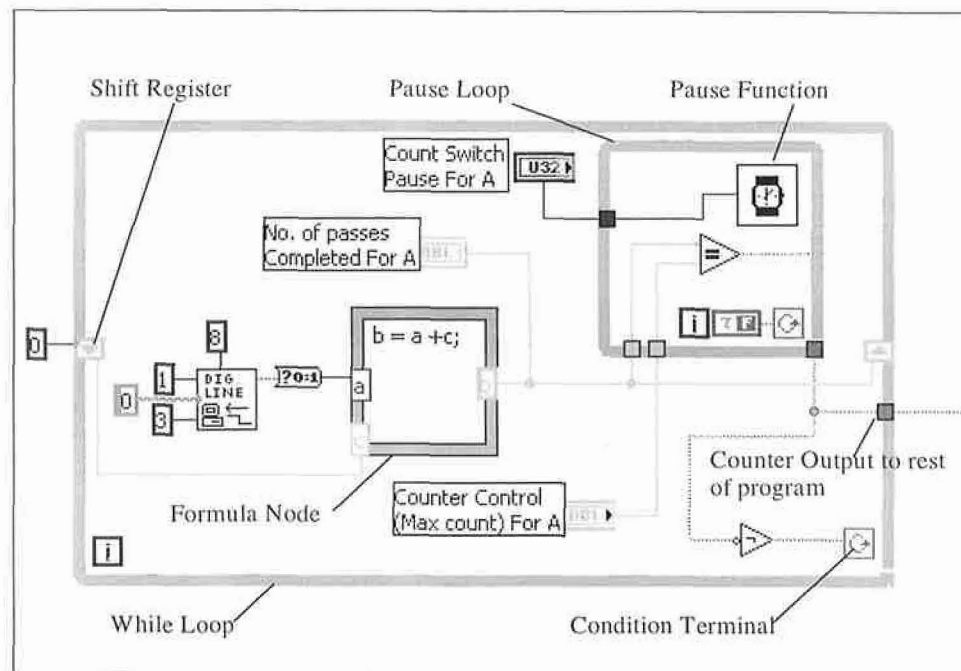 Shift Register
Pause Loop
Pause Function
Count Switch
Pause For A
U32
No. of passes
Completed For A
DBL
=
0
8
b = a +c;
i
T F
1
DIG
LINE
?0:1
a
b
0
3
c
Counter Output to rest
of program
Counter Control
(Max count) For A
DBL
Formula Node
i
While Loop
Condition Terminal